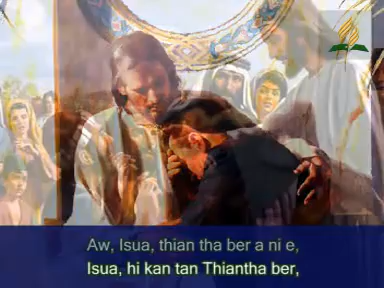 Aw, Isua, thian tha ber a ni e,
Isua, hi kan tan Thiantha ber,